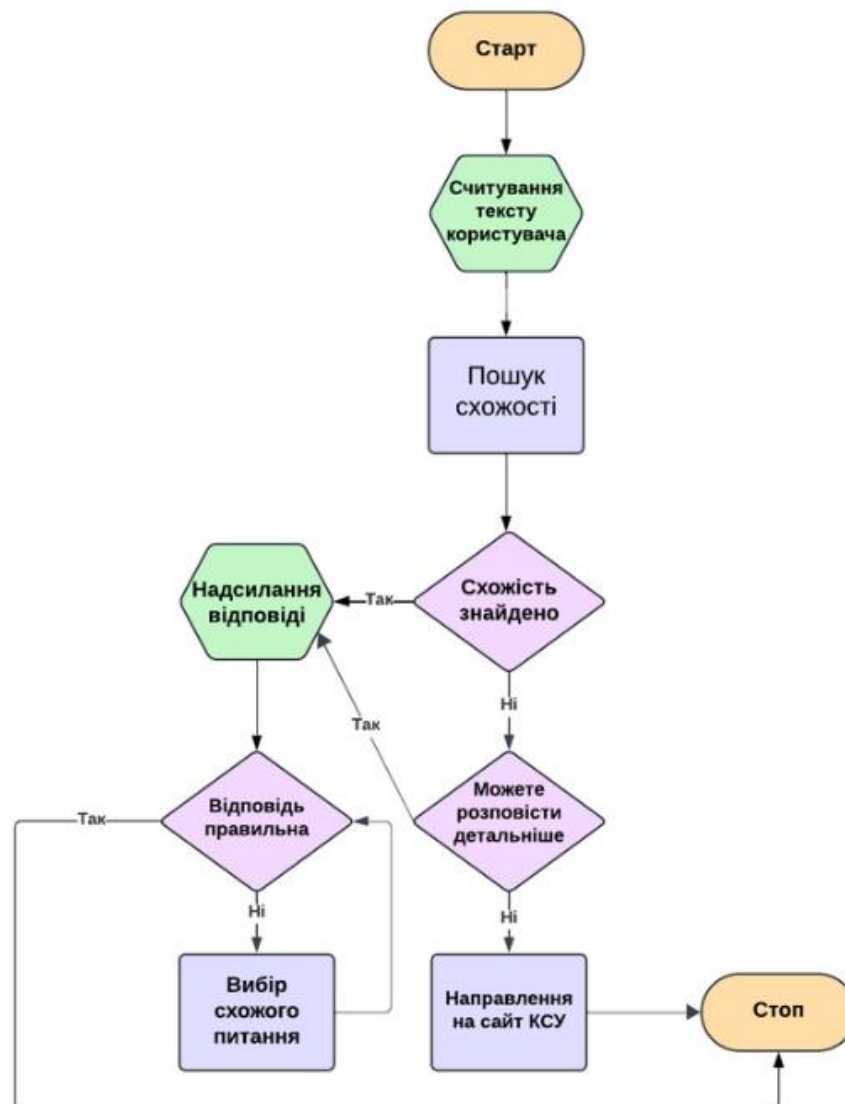 Старт
Считування
тексту
користувача
Пошук
схожості
Схожість
знайдено
Так
Надсилання
відповіді
Ні
Так
Можете
розповісти
детальніше
Відповідь
правильна
Так
Ні
Ні
Вибір
схожого
питання
Направлення
на сайт КСУ
Стоп